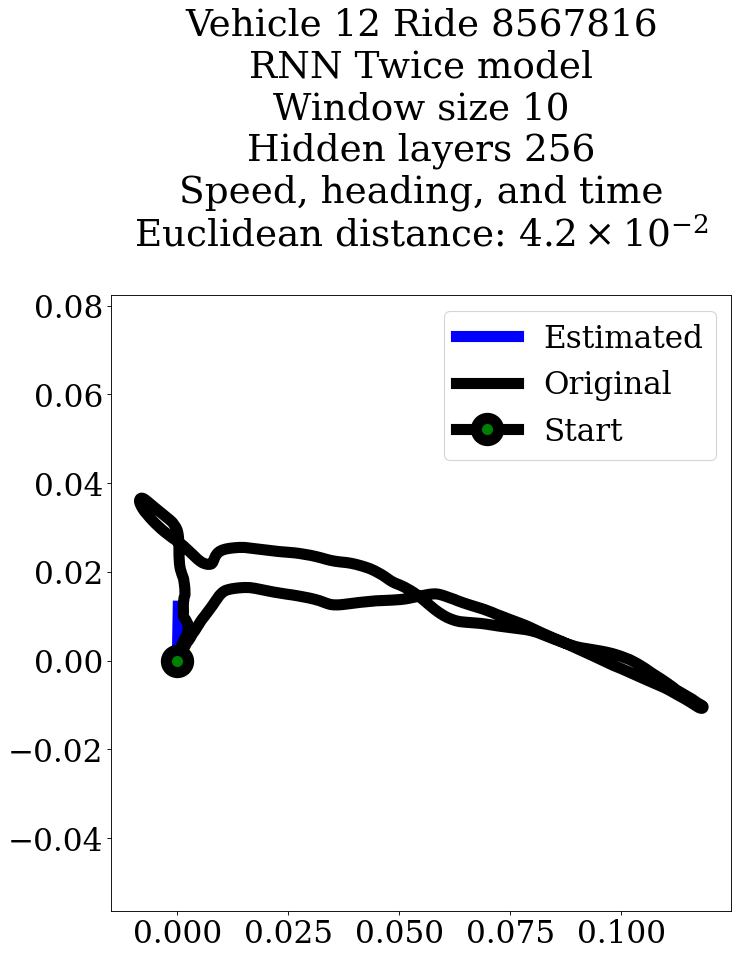 Vehicle 12 Ride 8567816
RNN Twice model
Window size 10
Hidden layers 256
Speed, heading, and time
Euclidean distance: 4.2 × 10⁻²
Estimated
Original
Start
0.08
0.06
0.04
0.02
0.00
−0.02
−0.04
0.000 0.025 0.050 0.075 0.100